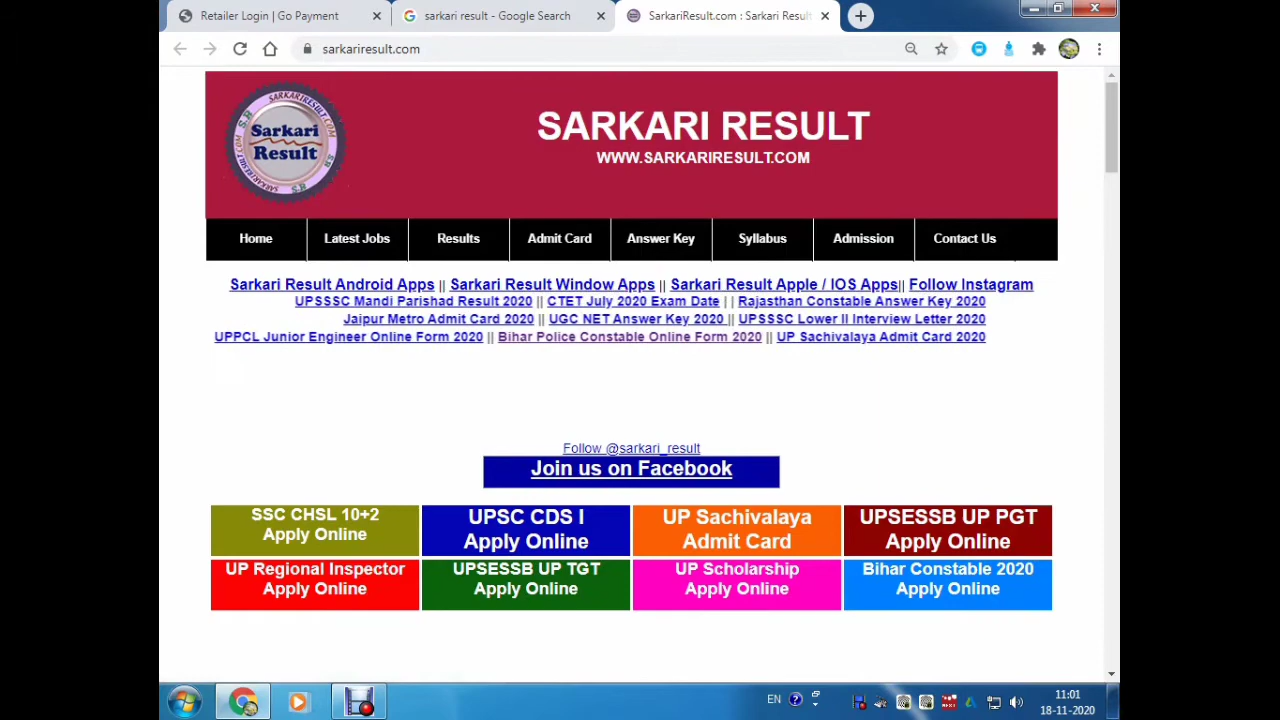 Retailer Login | Go Payment
sarkari result - Google Search
SarkariResult.com : Sarkari Result
sarkariresult.com
SARKARIRESULT.COM
Sarkari
Result
S.R
SARKARI RESULT
WWW.SARKARIRESULT.COM
Home Latest Jobs Results Admit Card Answer Key Syllabus Admission Contact Us
Sarkari Result Android Apps || Sarkari Result Window Apps || Sarkari Result Apple / IOS Apps|| Follow Instagram
UPSSSC Mandi Parishad Result 2020 || CTET July 2020 Exam Date | | Rajasthan Constable Answer Key 2020
Jaipur Metro Admit Card 2020 || UGC NET Answer Key 2020 || UPSSSC Lower II Interview Letter 2020
UPPCL Junior Engineer Online Form 2020 || Bihar Police Constable Online Form 2020 || UP Sachivalaya Admit Card 2020
Follow @sarkari_result
Join us on Facebook
SSC CHSL 10+2
Apply Online
UPSC CDS I
Apply Online
UP Sachivalaya
Admit Card
UPSESSB UP PGT
Apply Online
UP Regional Inspector
Apply Online
UPSESSB UP TGT
Apply Online
UP Scholarship
Apply Online
Bihar Constable 2020
Apply Online
EN
11:01
18-11-2020